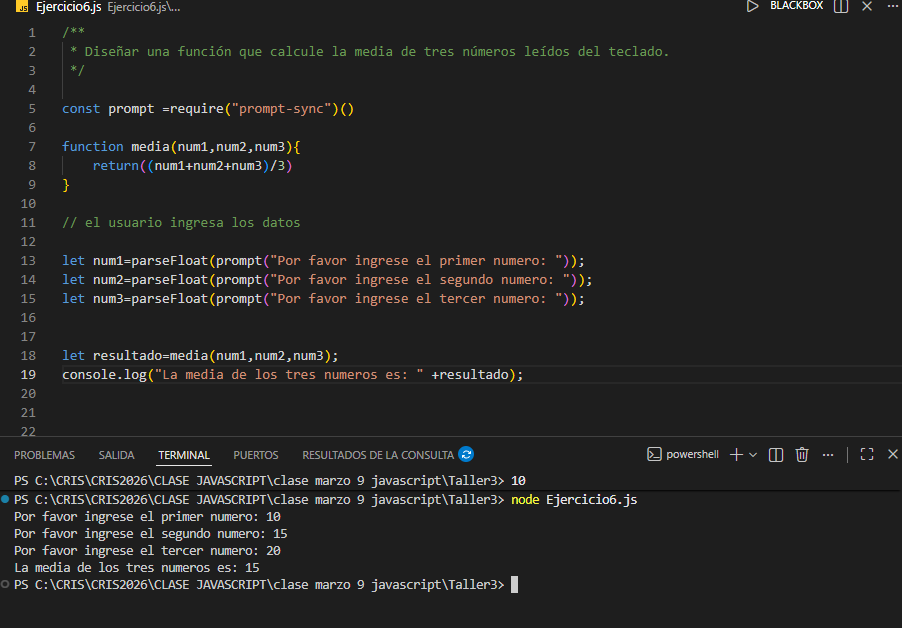 JS Ejercicio6.js Ejercicio6.js\... BLACKBOX
1 /**
2 * Diseñar una función que calcule la media de tres números leídos del teclado.
3 */
4
5 const prompt =require("prompt-sync")()
6
7 function media(num1,num2,num3){
8 return((num1+num2+num3)/3)
9 }
10
11 // el usuario ingresa los datos
12
13 let num1=parseFloat(prompt("Por favor ingrese el primer numero: "));
14 let num2=parseFloat(prompt("Por favor ingrese el segundo numero: "));
15 let num3=parseFloat(prompt("Por favor ingrese el tercer numero: "));
16
17
18 let resultado=media(num1,num2,num3);
19 console.log("La media de los tres numeros es: " +resultado);
20
21
22
PROBLEMAS SALIDA TERMINAL PUERTOS RESULTADOS DE LA CONSULTA powershell
PS C:\CRIS\CRIS2026\CLASE JAVASCRIPT\clase marzo 9 javascript\Taller3> 10
PS C:\CRIS\CRIS2026\CLASE JAVASCRIPT\clase marzo 9 javascript\Taller3> node Ejercicio6.js
Por favor ingrese el primer numero: 10
Por favor ingrese el segundo numero: 15
Por favor ingrese el tercer numero: 20
La media de los tres numeros es: 15
PS C:\CRIS\CRIS2026\CLASE JAVASCRIPT\clase marzo 9 javascript\Taller3>